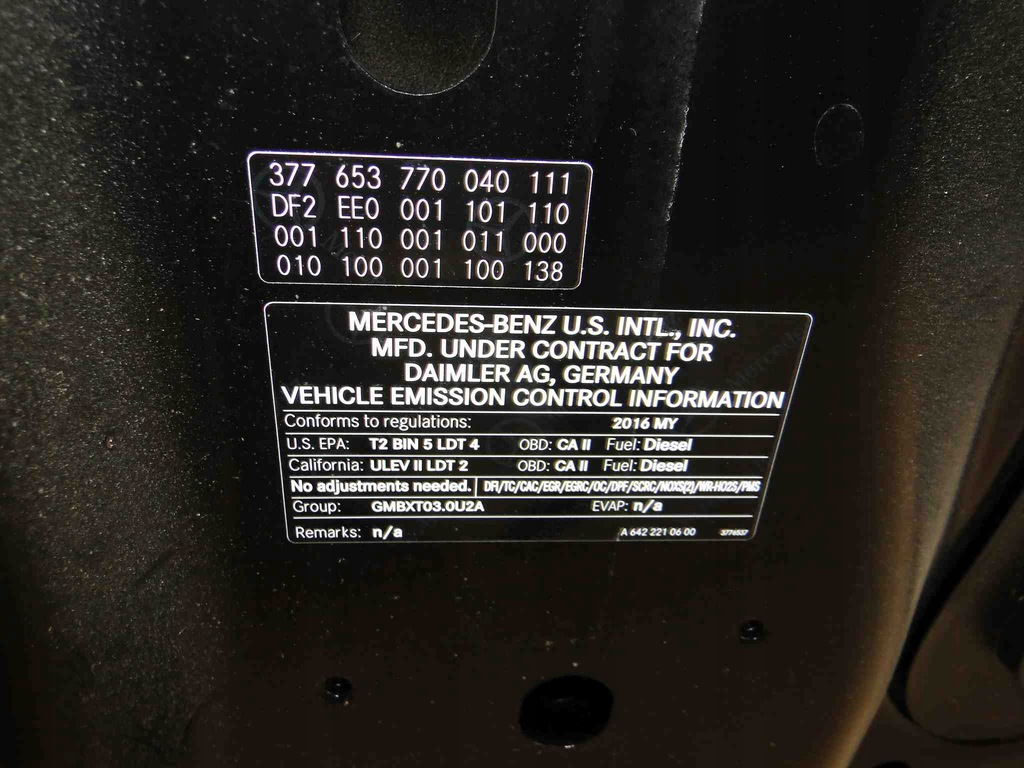 377 653 770 040 111
DF2 EE0 001 101 110
001 110 001 011 000
010 100 001 100 138
MERCEDES-BENZ U.S. INTL., INC.
MFD. UNDER CONTRACT FOR
DAIMLER AG, GERMANY
VEHICLE EMISSION CONTROL INFORMATION
Conforms to regulations: 2016 MY
U.S. EPA: T2 BIN 5 LDT 4 OBD: CA II Fuel: Diesel
California: ULEV II LDT 2 OBD: CA II Fuel: Diesel
No adjustments needed. DFI/TC/CAC/EGR/EGRC/OC/DPF/SCRC/NOXS(2)/WR-HO2S/PMS
Group: GMBXT03.0U2A EVAP: n/a
Remarks: n/a A 642 221 06 00 3776537